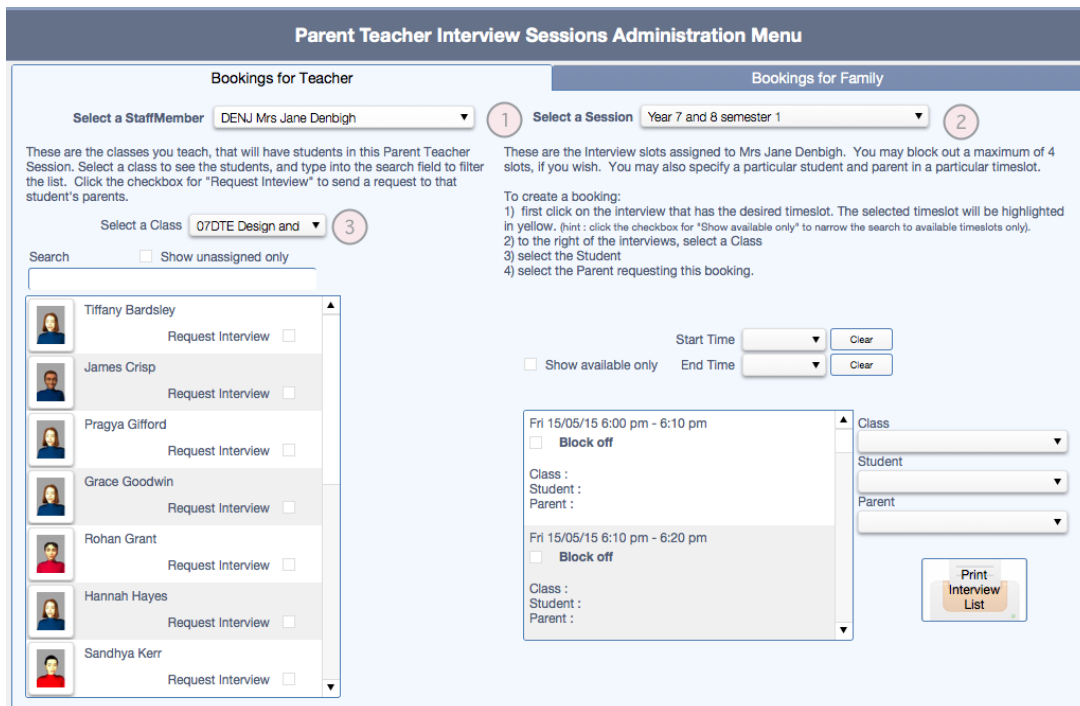 Parent Teacher Interview Sessions Administration Menu
Bookings for Teacher
Bookings for Family
Select a StaffMember DENJ Mrs Jane Denbigh ▼
1
Select a Session Year 7 and 8 semester 1 ▼
2
These are the classes you teach, that will have students in this Parent Teacher
Session. Select a class to see the students, and type into the search field to filter
the list. Click the checkbox for "Request Inteview" to send a request to that
student's parents.
Select a Class 07DTE Design and ▼
3
Search
Show unassigned only
Tiffany Bardsley
Request Interview
James Crisp
Request Interview
Pragya Gifford
Request Interview
Grace Goodwin
Request Interview
Rohan Grant
Request Interview
Hannah Hayes
Request Interview
Sandhya Kerr
Request Interview
These are the Interview slots assigned to Mrs Jane Denbigh. You may block out a maximum of 4
slots, if you wish. You may also specify a particular student and parent in a particular timeslot.
To create a booking:
1) first click on the interview that has the desired timeslot. The selected timeslot will be highlighted
in yellow. (hint : click the checkbox for "Show available only" to narrow the search to available timeslots only).
2) to the right of the interviews, select a Class
3) select the Student
4) select the Parent requesting this booking.
Start Time ▼ Clear
Show available only End Time ▼ Clear
Fri 15/05/15 6:00 pm - 6:10 pm
Block off
Class :
Student :
Parent :
Fri 15/05/15 6:10 pm - 6:20 pm
Block off
Class :
Student :
Parent :
Class
Student
Parent
Print
Interview
List